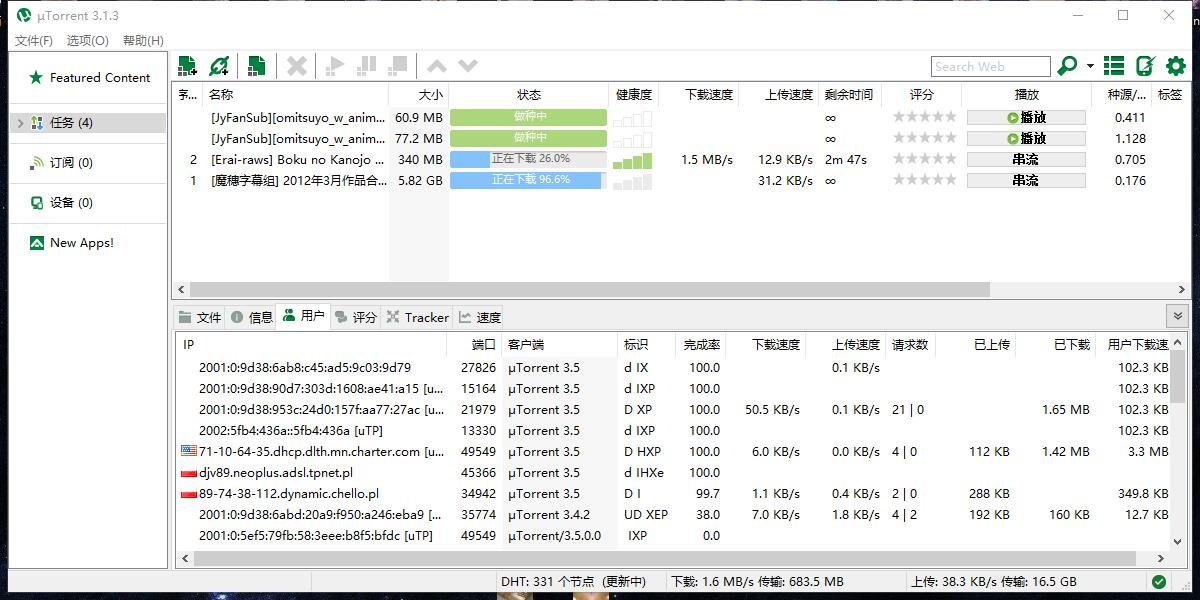 µTorrent 3.1.3
文件(F) 选项(O) 帮助(H)
Featured Content
任务 (4)
订阅 (0)
设备 (0)
New Apps!
Search Web
名称 大小 状态 健康度 下载速度 上传速度 剩余时间 评分 播放 种源/... 标签
[JyFanSub][omitsuyo_w_anim... 60.9 MB 做种中 ∞ 播放 0.411
[JyFanSub][omitsuyo_w_anim... 77.2 MB 做种中 ∞ 播放 1.128
2 [Erai-raws] Boku no Kanojo ... 340 MB 正在下载 26.0% 1.5 MB/s 12.9 KB/s 2m 47s 串流 0.705
1 [魔穗字幕组] 2012年3月作品合... 5.82 GB 正在下载 96.6% 31.2 KB/s ∞ 串流 0.176
文件 信息 用户 评分 Tracker 速度
IP 端口 客户端 标识 完成率 下载速度 上传速度 请求数 已上传 已下载 用户下载速
2001:0:9d38:6ab8:c45:ad5:9c03:9d79 27826 µTorrent 3.5 d IX 100.0 0.1 KB/s 102.3 KB
2001:0:9d38:90d7:303d:1608:ae41:a15 [u... 15164 µTorrent 3.5 d IXP 100.0 102.3 KB
2001:0:9d38:953c:24d0:157f:aa77:27ac [u... 21979 µTorrent 3.5 D XP 100.0 50.5 KB/s 0.1 KB/s 21 | 0 1.65 MB 102.3 KB
2002:5fb4:436a::5fb4:436a [uTP] 13330 µTorrent 3.5 d IXP 100.0 102.3 KB
71-10-64-35.dhcp.dlth.mn.charter.com [u... 49549 µTorrent 3.5 D HXP 100.0 6.0 KB/s 0.0 KB/s 4 | 0 112 KB 1.42 MB 3.3 MB
djv89.neoplus.adsl.tpnet.pl 45366 µTorrent 3.5 d IHXe 100.0
89-74-38-112.dynamic.chello.pl 34942 µTorrent 3.5 D I 99.7 1.1 KB/s 0.4 KB/s 2 | 0 288 KB 349.8 KB
2001:0:9d38:6abd:20a9:f950:a246:eba9 [... 35774 µTorrent 3.4.2 UD XEP 38.0 7.0 KB/s 1.8 KB/s 4 | 2 192 KB 160 KB 12.7 KB
2001:0:5ef5:79fb:58:3eee:b8f5:bfdc [uTP] 49549 µTorrent/3.5.0.0 IXP 0.0
DHT: 331 个节点 (更新中) 下载: 1.6 MB/s 传输: 683.5 MB 上传: 38.3 KB/s 传输: 16.5 GB